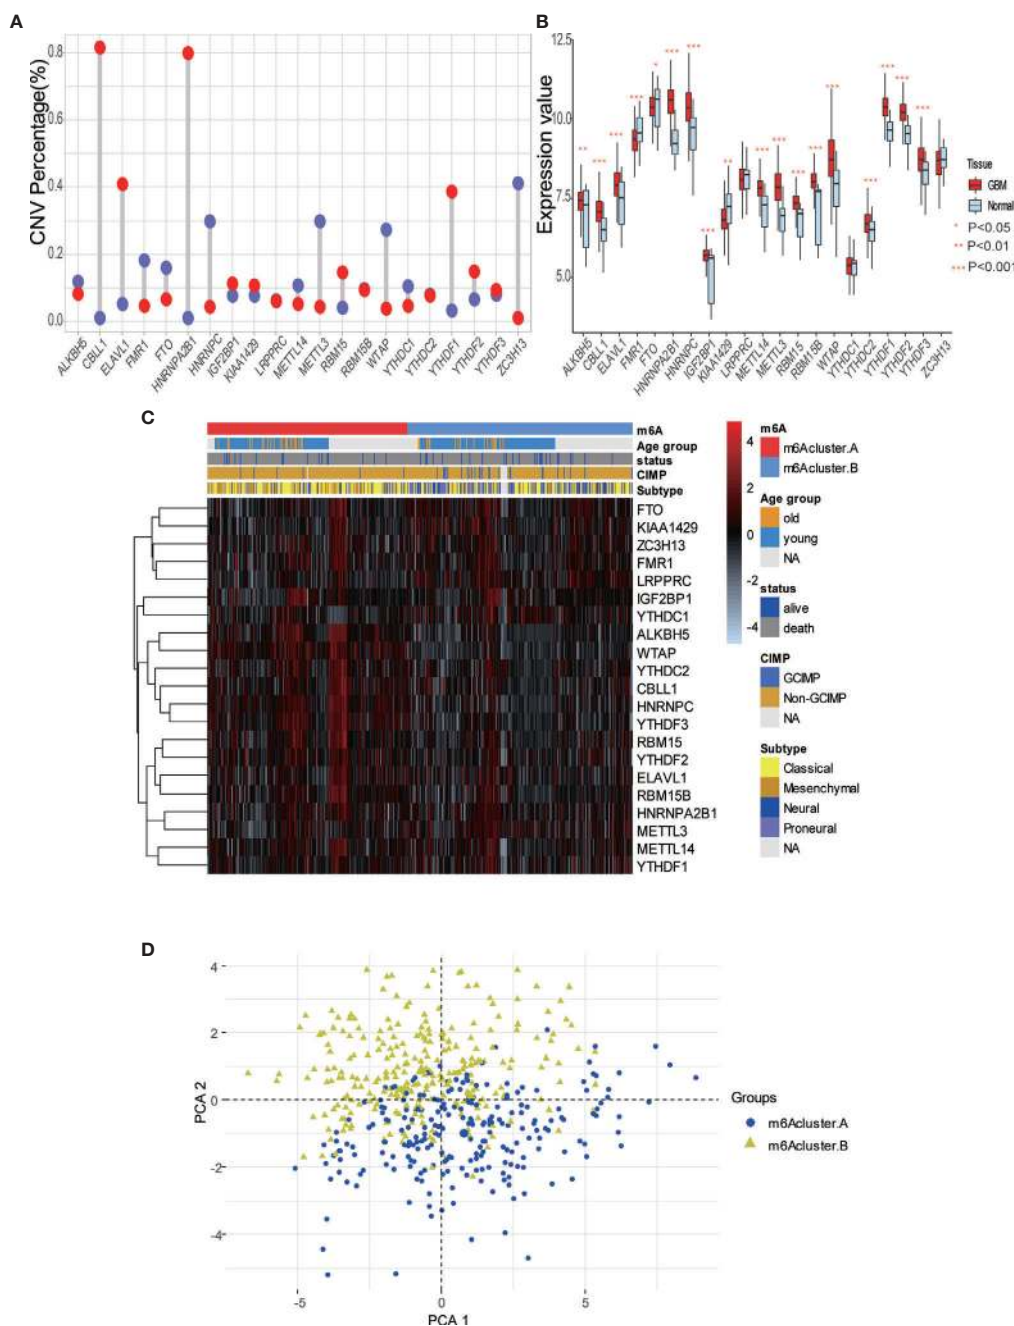 A
CNV Percentage(%)
0.8
0.6
0.4
0.2
0.0
ALKBH5
CBLL1
ELAVL1
FMR1
FTO
HNRNPA2B1
HNRNPC
IGF2BP1
KIAA1429
LRPPRC
METTL14
METTL3
RBM15
RBM15B
WTAP
YTHDC1
YTHDC2
YTHDF1
YTHDF2
YTHDF3
ZC3H13
B
Expression value
12.5
10.0
7.5
5.0
** *** *** *** * *** *** *** ** *** *** *** *** *** *** *** *** ***
ALKBH5
CBLL1
ELAVL1
FMR1
FTO
HNRNPA2B1
HNRNPC
IGF2BP1
KIAA1429
LRPPRC
METTL14
METTL3
RBM15
RBM15B
WTAP
YTHDC1
YTHDC2
YTHDF1
YTHDF2
YTHDF3
ZC3H13
Tissue
GBM
Normal
* P<0.05
** P<0.01
*** P<0.001
C
m6A
Age group
status
CIMP
Subtype
FTO
KIAA1429
ZC3H13
FMR1
LRPPRC
IGF2BP1
YTHDC1
ALKBH5
WTAP
YTHDC2
CBLL1
HNRNPC
YTHDF3
RBM15
YTHDF2
ELAVL1
RBM15B
HNRNPA2B1
METTL3
METTL14
YTHDF1
4
2
0
-2
-4
m6A
m6Acluster.A
m6Acluster.B
Age group
old
young
NA
status
alive
death
CIMP
GCIMP
Non-GCIMP
NA
Subtype
Classical
Mesenchymal
Neural
Proneural
NA
D
PCA 2
4
2
0
-2
-4
-5
0
5
PCA 1
Groups
m6Acluster.A
m6Acluster.B